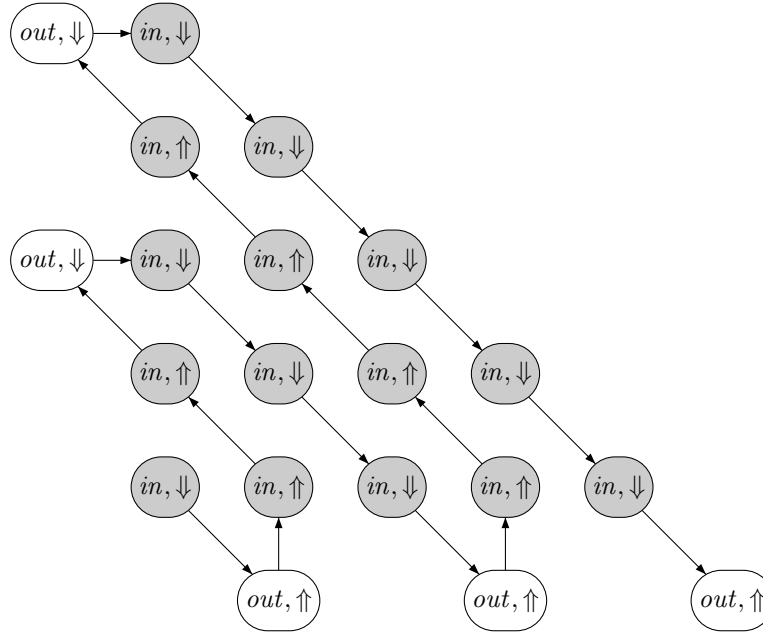 out, ⇓ in, ⇓
in, ⇑ in, ⇓
out, ⇓ in, ⇓ in, ⇑ in, ⇓
in, ⇑ in, ⇓ in, ⇑ in, ⇓
in, ⇓ in, ⇑ in, ⇓ in, ⇑ in, ⇓
out, ⇑ out, ⇑ out, ⇑